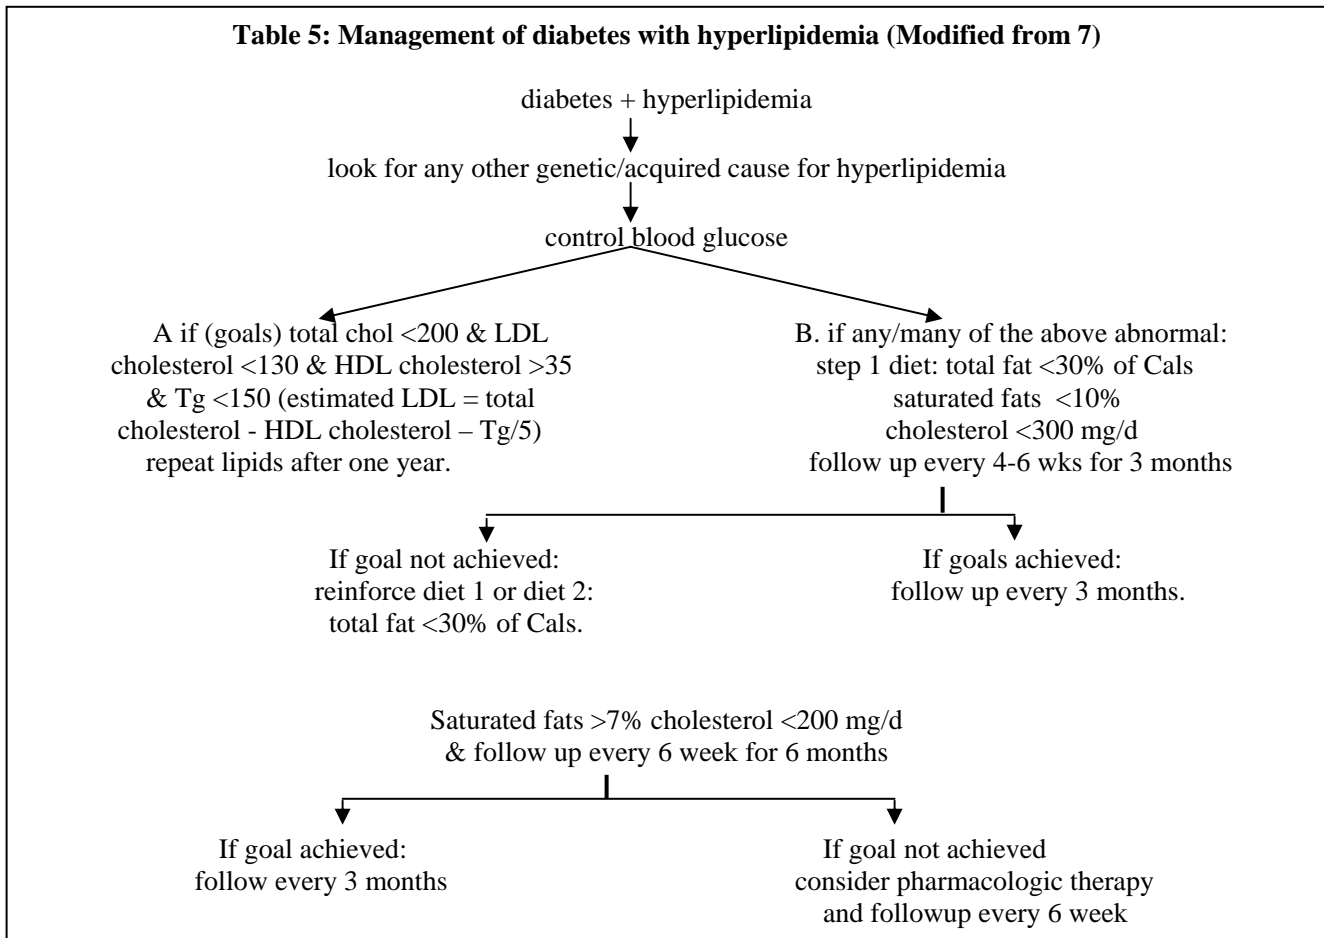 Table 5: Management of diabetes with hyperlipidemia (Modified from 7)
diabetes + hyperlipidemia
look for any other genetic/acquired cause for hyperlipidemia
control blood glucose
A if (goals) total chol <200 & LDL
cholesterol <130 & HDL cholesterol >35
& Tg <150 (estimated LDL = total
cholesterol - HDL cholesterol – Tg/5)
repeat lipids after one year.
B. if any/many of the above abnormal:
step 1 diet: total fat <30% of Cals
saturated fats <10%
cholesterol <300 mg/d
follow up every 4-6 wks for 3 months
If goal not achieved:
reinforce diet 1 or diet 2:
total fat <30% of Cals.
If goals achieved:
follow up every 3 months.
Saturated fats >7% cholesterol <200 mg/d
& follow up every 6 week for 6 months
If goal achieved:
follow every 3 months
If goal not achieved
consider pharmacologic therapy
and followup every 6 week